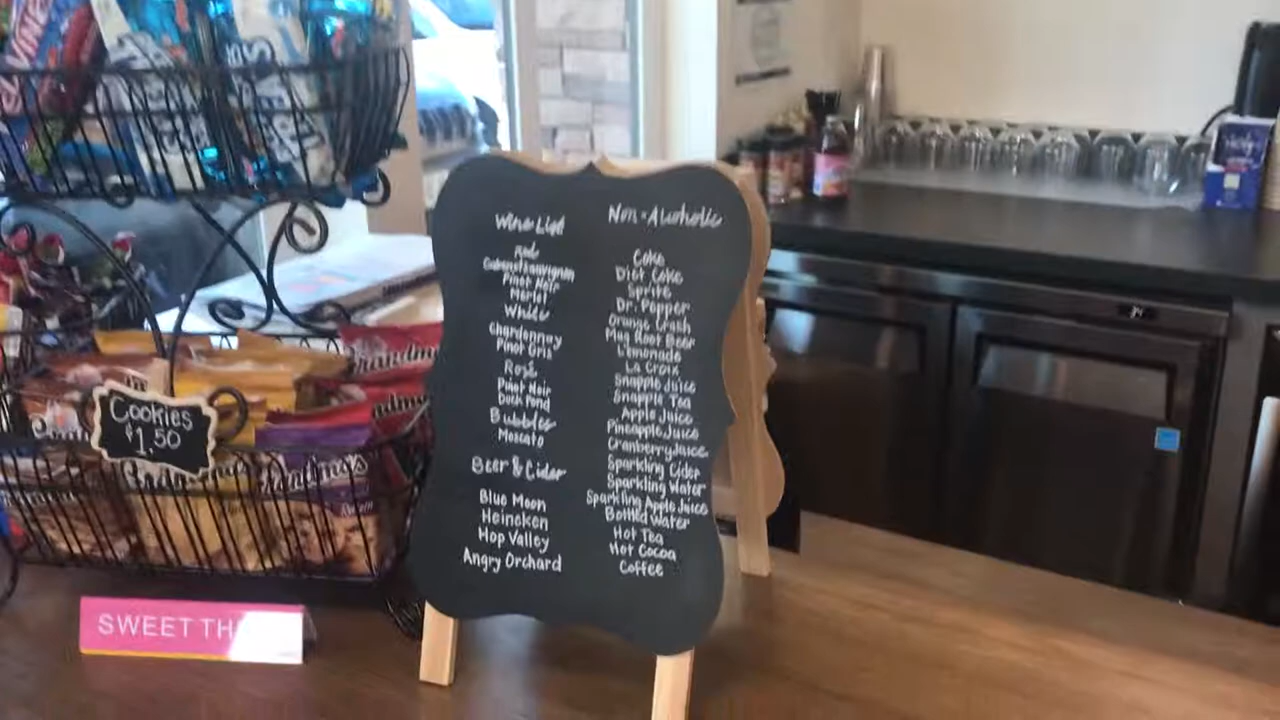 Wine List
Red
Cabernet Sauvignon
Pinot Noir
Merlot
White
Chardonnay
Pinot Gris
Rosé
Pinot Noir
Duck Pond
Bubbles
Moscato
Beer & Cider
Blue Moon
Heineken
Hop Valley
Angry Orchard
Non-Alcoholic
Coke
Diet Coke
Sprite
Dr. Pepper
Orange Crush
Mug Root Beer
Lemonade
La Croix
Snapple Juice
Snapple Tea
Apple Juice
Pineapple Juice
Cranberry Juice
Sparkling Cider
Sparkling Water
Sparkling Apple Juice
Bottled Water
Hot Tea
Hot Cocoa
Coffee
Cookies
$1.50
SWEET TH